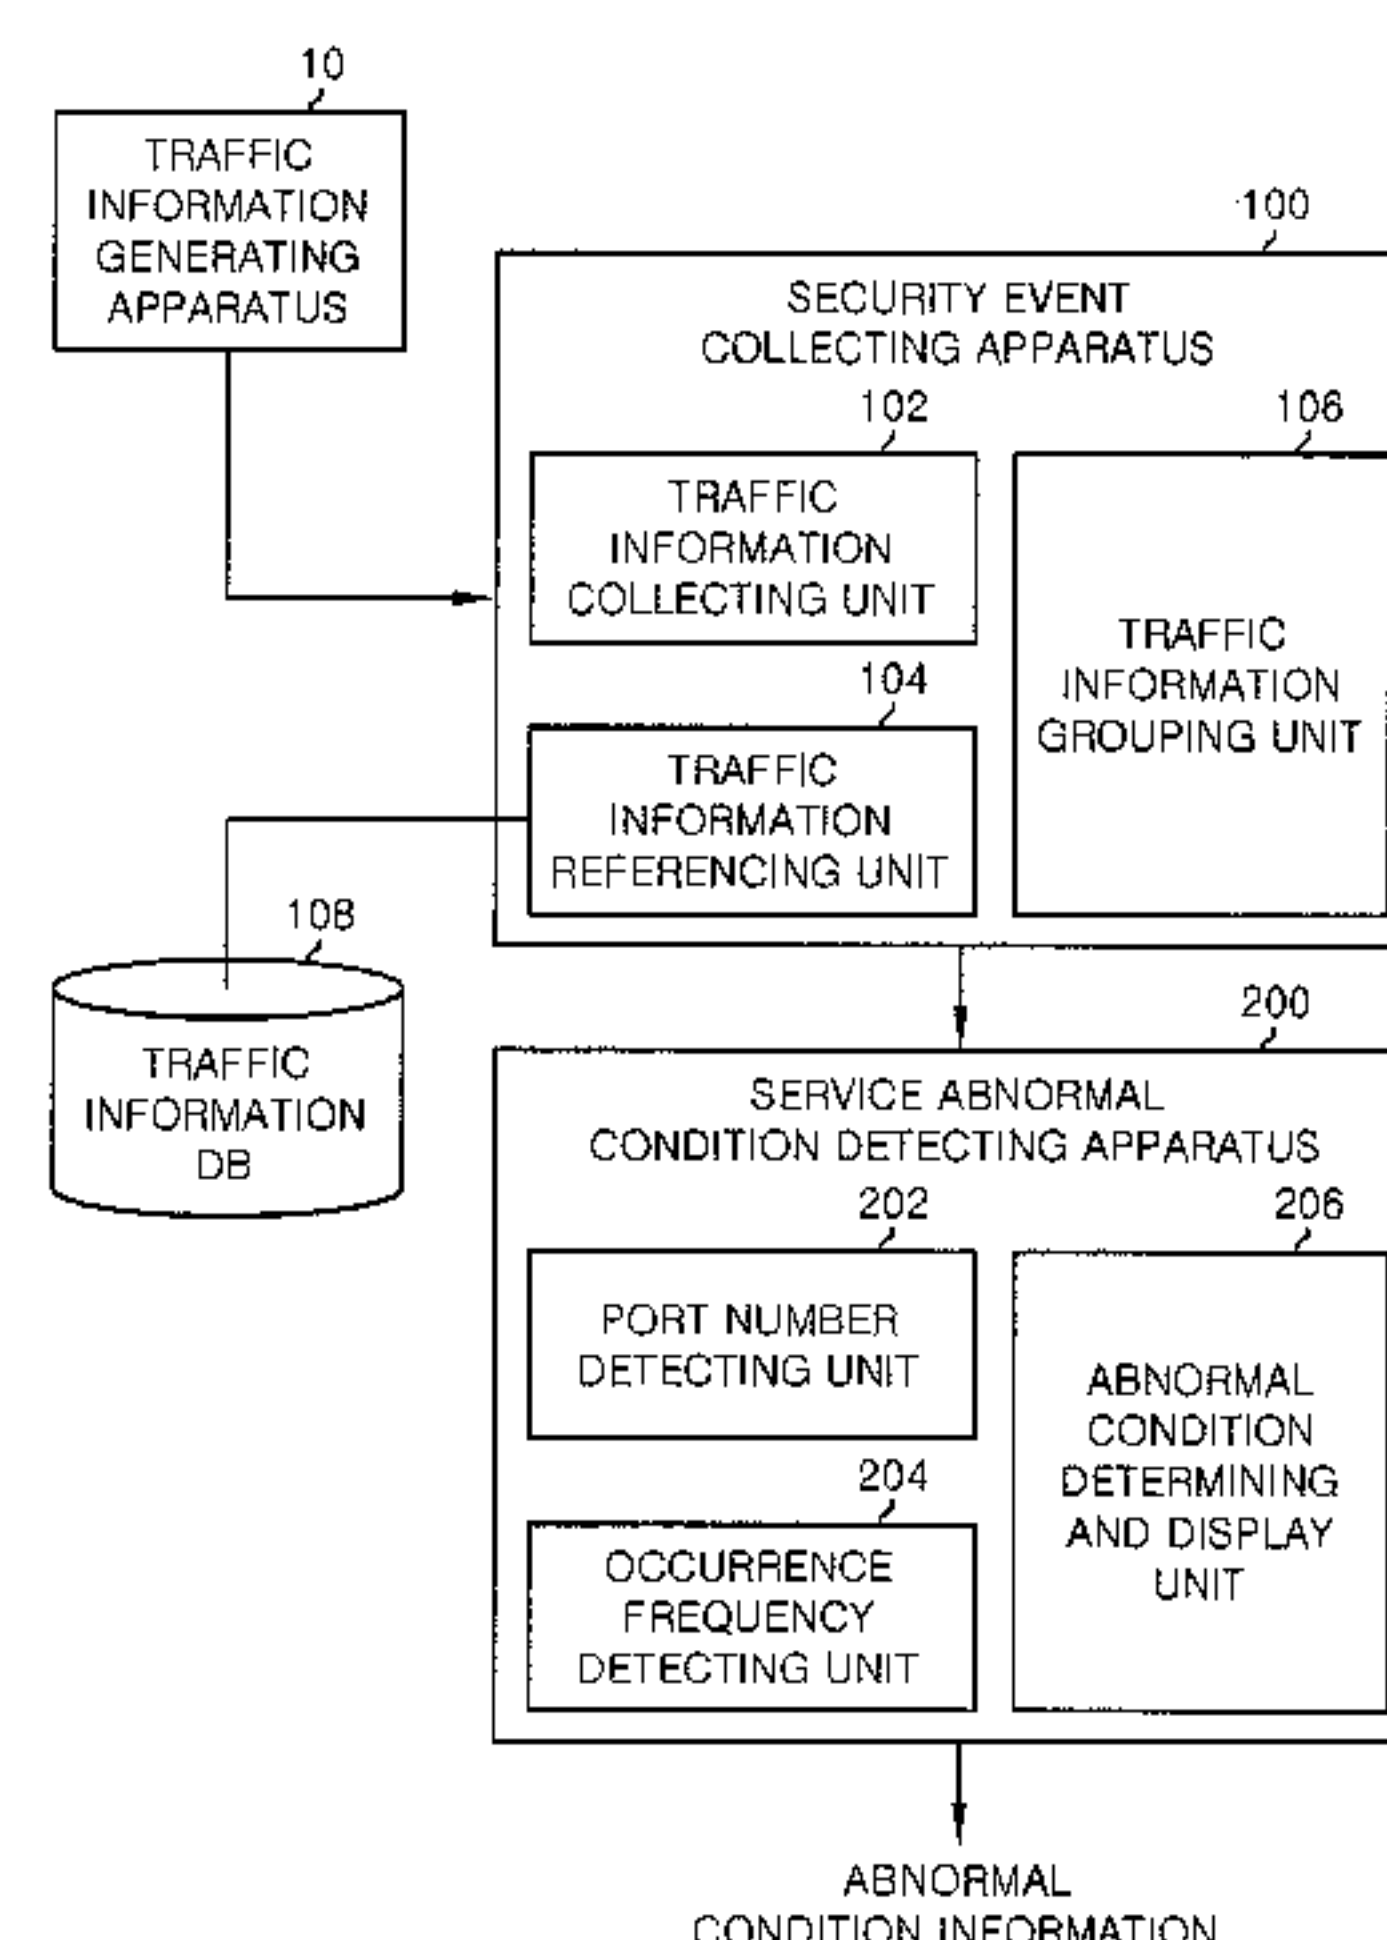 10
TRAFFIC
INFORMATION
GENERATING
APPARATUS
100
SECURITY EVENT
COLLECTING APPARATUS
102
TRAFFIC
INFORMATION
COLLECTING UNIT
106
TRAFFIC
INFORMATION
GROUPING UNIT
104
TRAFFIC
INFORMATION
REFERENCING UNIT
108
TRAFFIC
INFORMATION
DB
200
SERVICE ABNORMAL
CONDITION DETECTING APPARATUS
202
PORT NUMBER
DETECTING UNIT
206
ABNORMAL
CONDITION
DETERMINING
AND DISPLAY
UNIT
204
OCCURRENCE
FREQUENCY
DETECTING UNIT
ABNORMAL
CONDITION INFORMATION